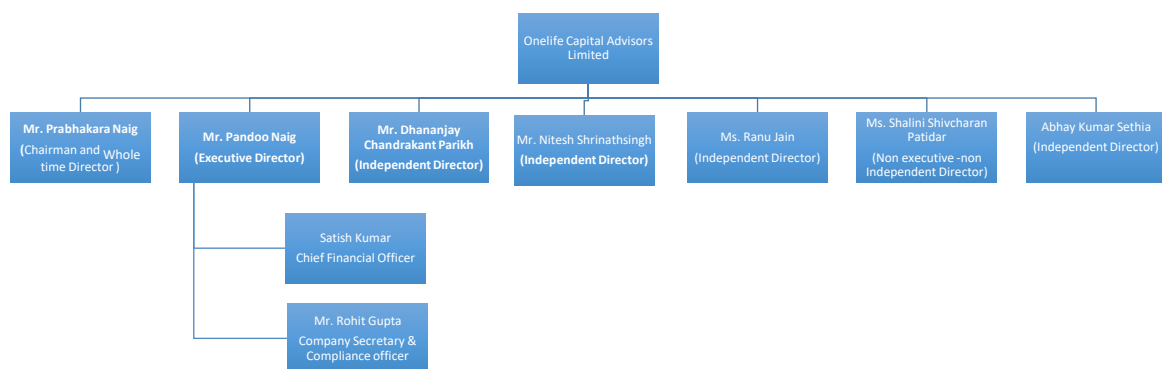 Onelife Capital Advisors
Limited
Mr. Prabhakara Naig
(Chairman and Whole
time Director )
Mr. Pandoo Naig
(Executive Director)
Mr. Dhananjay
Chandrakant Parikh
(Independent Director)
Mr. Nitesh Shrinathsingh
(Independent Director)
Ms. Ranu Jain
(Independent Director)
Ms. Shalini Shivcharan
Patidar
(Non executive -non
Independent Director)
Abhay Kumar Sethia
(Independent Director)
Satish Kumar
Chief Financial Officer
Mr. Rohit Gupta
Company Secretary &
Compliance officer